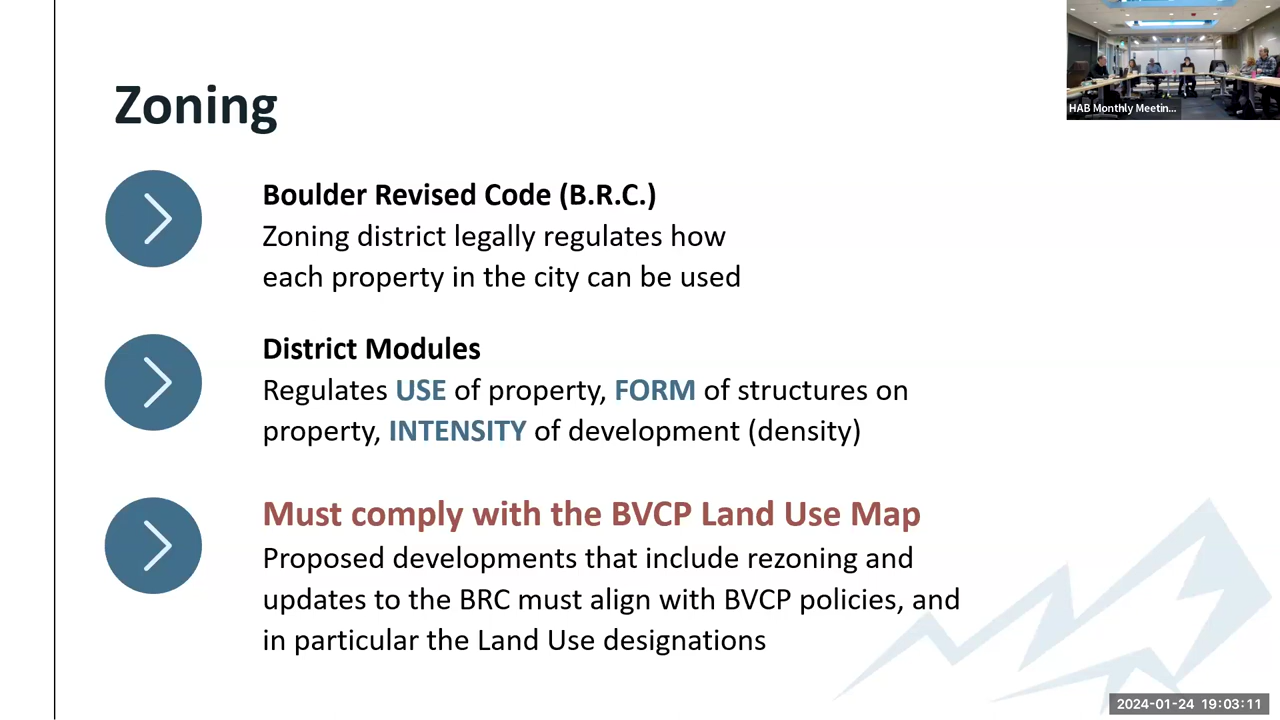 Zoning
Boulder Revised Code (B.R.C.)
Zoning district legally regulates how
each property in the city can be used
District Modules
Regulates USE of property, FORM of structures on
property, INTENSITY of development (density)
Must comply with the BVCP Land Use Map
Proposed developments that include rezoning and
updates to the BRC must align with BVCP policies, and
in particular the Land Use designations
HAB Monthly Meetin...
2024-01-24 19:03:11